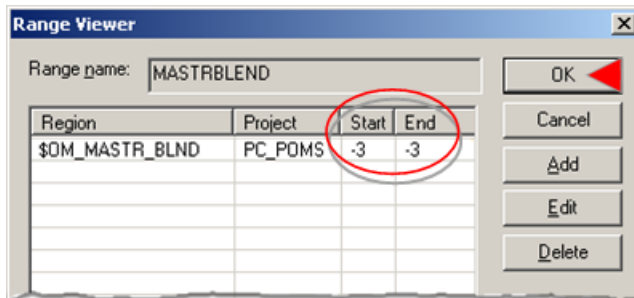 Range Viewer
Range name: MASTRBLEND
OK
Cancel
Add
Edit
Delete
Region Project Start End
$OM_MASTR_BLND PC_POMS -3 -3